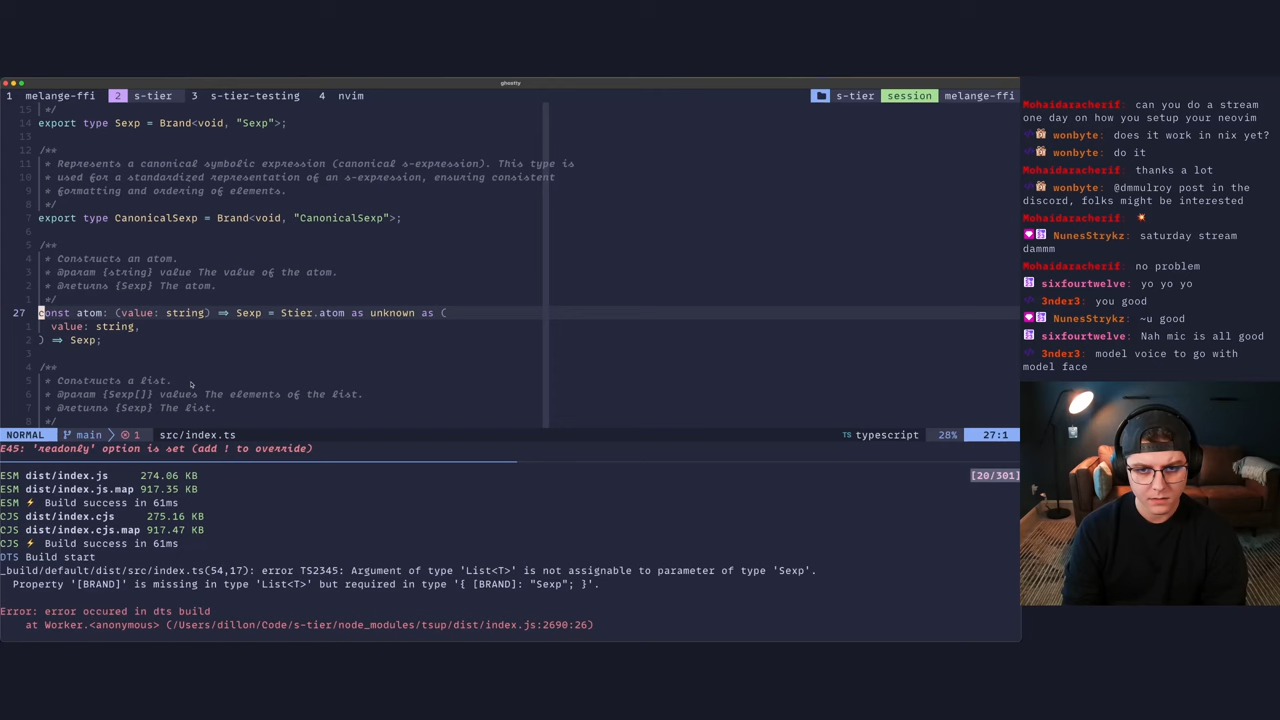 ghostty
1 melange-ffi 2 s-tier 3 s-tier-testing 4 nvim s-tier session melange-ffi
15 */
14 export type Sexp = Brand<void, "Sexp">;
13
12 /**
11 * Represents a canonical symbolic expression (canonical s-expression). This type is
10 * used for a standardized representation of an s-expression, ensuring consistent
9 * formatting and ordering of elements.
8 */
7 export type CanonicalSexp = Brand<void, "CanonicalSexp">;
6
5 /**
4 * Constructs an atom.
3 * @param {string} value The value of the atom.
2 * @returns {Sexp} The atom.
1 */
27 const atom: (value: string) => Sexp = Stier.atom as unknown as (
1 value: string,
2 ) => Sexp;
3
4 /**
5 * Constructs a list.
6 * @param {Sexp[]} values The elements of the list.
7 * @returns {Sexp} The list.
8 */
NORMAL main 1 src/index.ts TS typescript 28% 27:1
E45: 'readonly' option is set (add ! to override)
[20/301]
ESM dist/index.js 274.06 KB
ESM dist/index.js.map 917.35 KB
ESM ⚡ Build success in 61ms
CJS dist/index.cjs 275.16 KB
CJS dist/index.cjs.map 917.47 KB
CJS ⚡ Build success in 61ms
DTS Build start
_build/default/dist/src/index.ts(54,17): error TS2345: Argument of type 'List<T>' is not assignable to parameter of type 'Sexp'.
Property '[BRAND]' is missing in type 'List<T>' but required in type '{ [BRAND]: "Sexp"; }'.
Error: error occured in dts build
at Worker.<anonymous> (/Users/dillon/Code/s-tier/node_modules/tsup/dist/index.js:2690:26)
Mohaidaracherif: can you do a stream
one day on how you setup your neovim
wonbyte: does it work in nix yet?
wonbyte: do it
Mohaidaracherif: thanks a lot
wonbyte: @dmmulroy post in the
discord, folks might be interested
Mohaidaracherif:
NunesStrykz: saturday stream
dammm
Mohaidaracherif: no problem
sixfourtwelve: yo yo yo
3nder3: you good
NunesStrykz: ~u good
sixfourtwelve: Nah mic is all good
3nder3: model voice to go with
model face